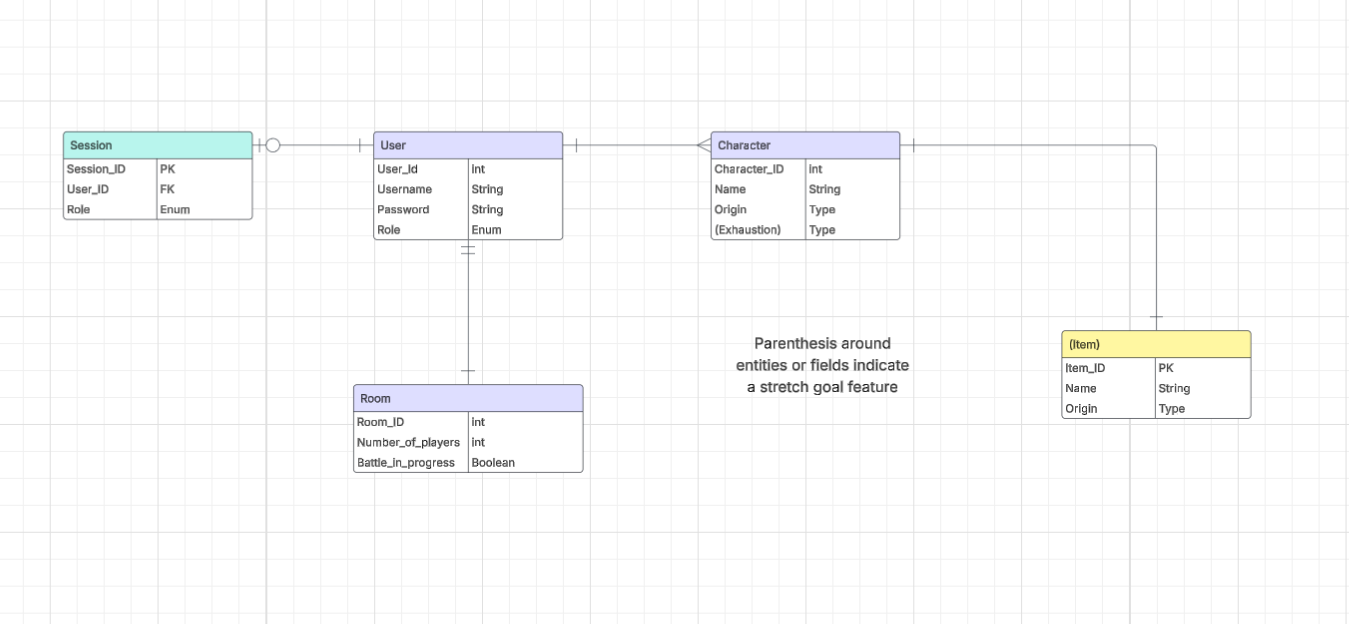 Session
Session_ID PK
User_ID FK
Role Enum
User
User_Id int
Username String
Password String
Role Enum
Character
Character_ID int
Name String
Origin Type
(Exhaustion) Type
Parenthesis around
entities or fields indicate
a stretch goal feature
(Item)
Item_ID PK
Name String
Origin Type
Room
Room_ID int
Number_of_players int
Battle_in_progress Boolean